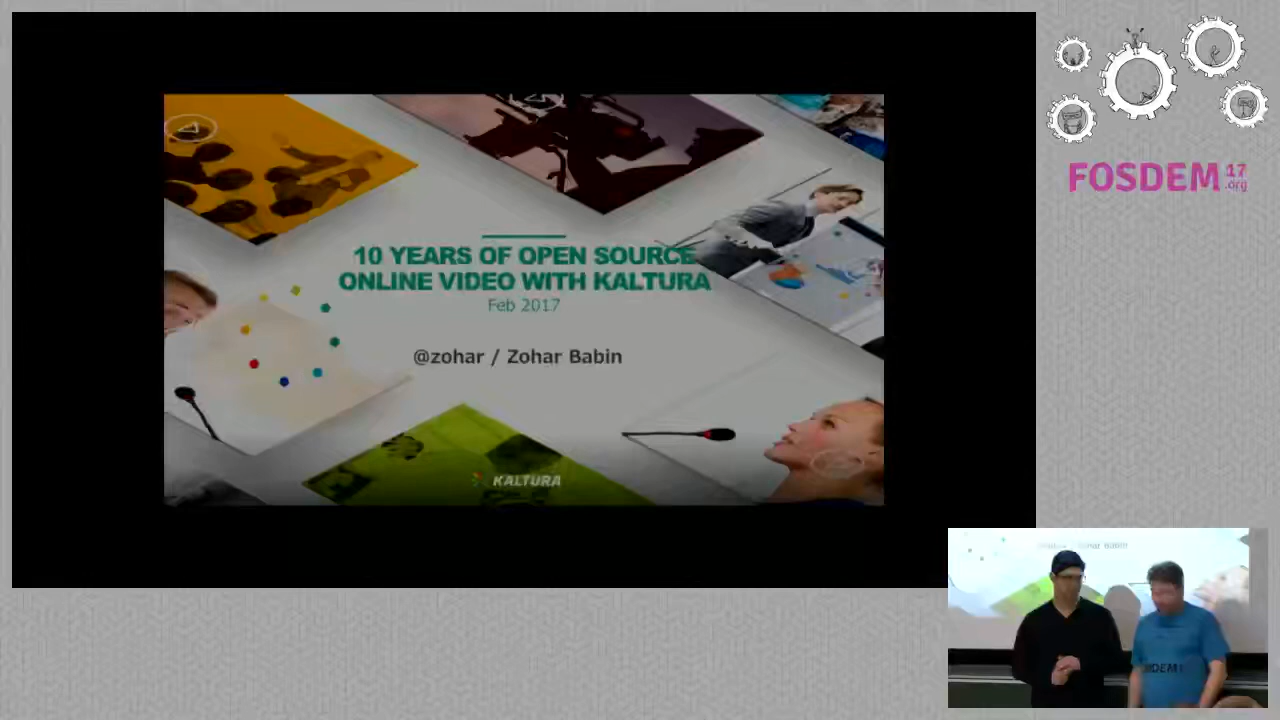 10 YEARS OF OPEN SOURCE
ONLINE VIDEO WITH KALTURA
Feb 2017
@zohar / Zohar Babin
KALTURA
FOSDEM 17
.org